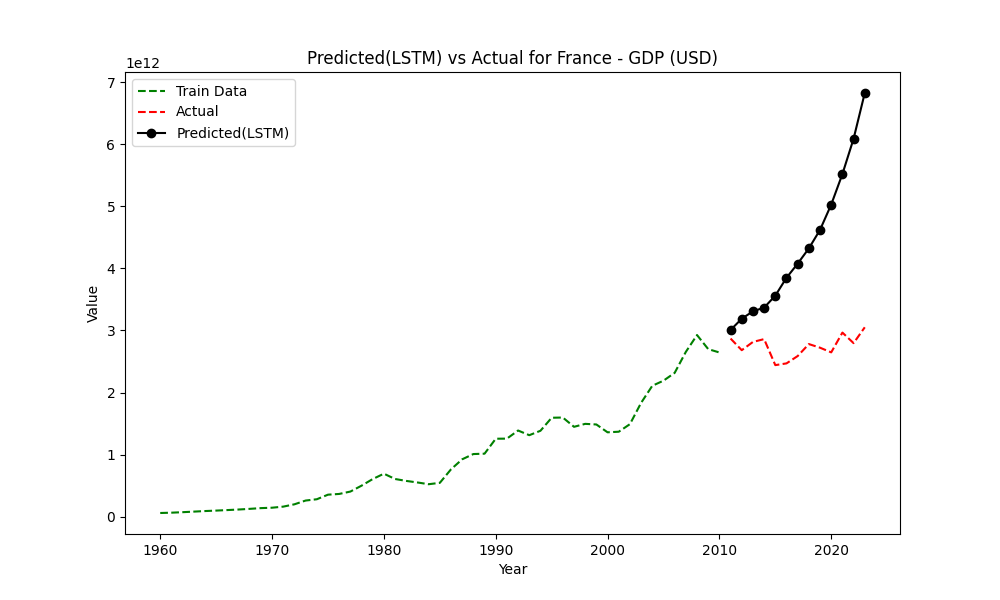 Predicted(LSTM) vs Actual for France - GDP (USD)
1e12
Train Data
Actual
Predicted(LSTM)
7
6
5
4
3
2
1
0
Value
1960 1970 1980 1990 2000 2010 2020
Year